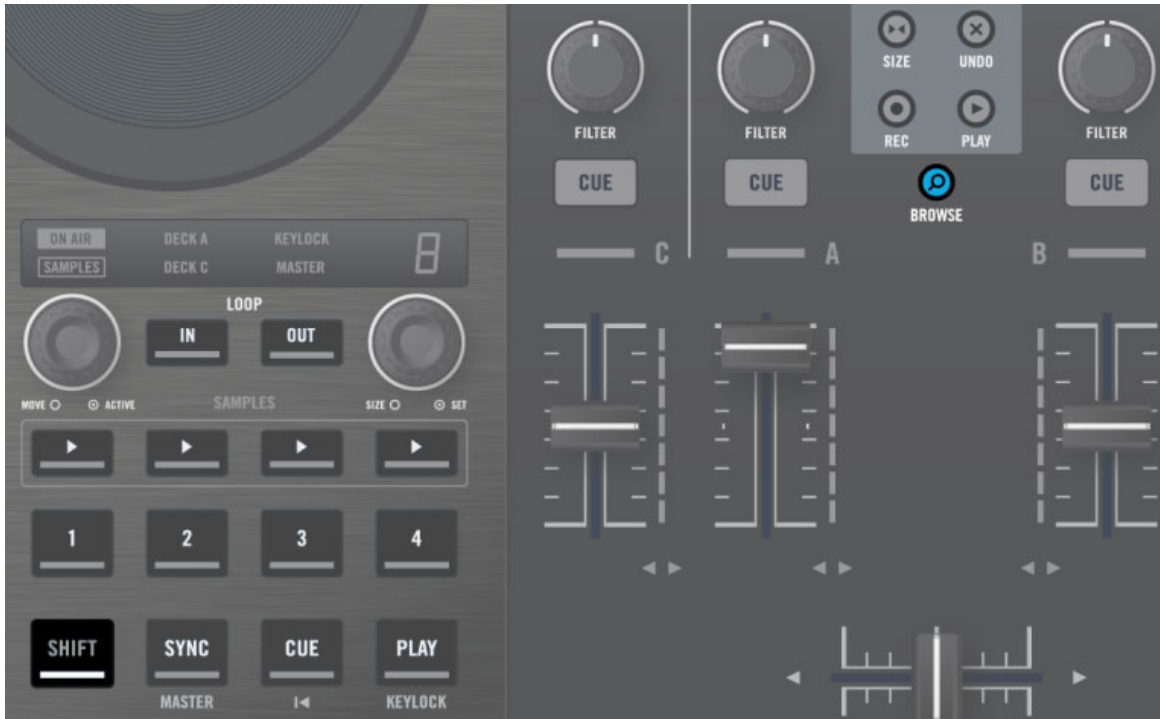 SIZE UNDO
REC PLAY
FILTER FILTER FILTER
CUE CUE CUE
BROWSE
C A B
ON AIR DECK A KEYLOCK 8
SAMPLES DECK C MASTER
LOOP
IN OUT
MOVE ACTIVE SAMPLES SIZE SET
1 2 3 4
SHIFT SYNC CUE PLAY
MASTER KEYLOCK